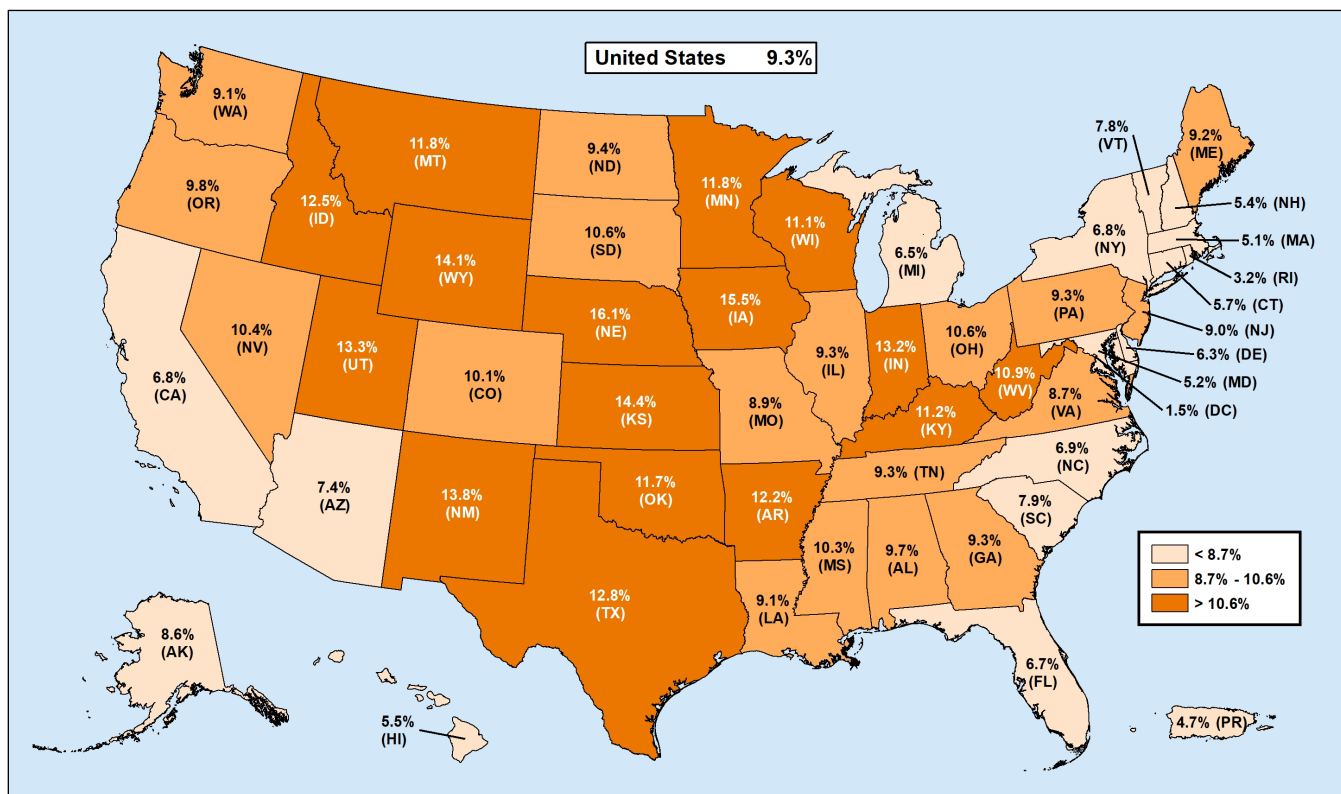 United States 9.3%
9.1%
(WA)
9.8%
(OR)
12.5%
(ID)
11.8%
(MT)
9.4%
(ND)
11.8%
(MN)
7.8%
(VT)
9.2%
(ME)
5.4% (NH)
5.1% (MA)
3.2% (RI)
5.7% (CT)
9.0% (NJ)
6.3% (DE)
5.2% (MD)
1.5% (DC)
6.8%
(NY)
14.1%
(WY)
10.6%
(SD)
11.1%
(WI)
6.5%
(MI)
9.3%
(PA)
6.8%
(CA)
10.4%
(NV)
13.3%
(UT)
10.1%
(CO)
16.1%
(NE)
15.5%
(IA)
9.3%
(IL)
13.2%
(IN)
10.6%
(OH)
10.9%
(WV)
8.7%
(VA)
14.4%
(KS)
8.9%
(MO)
11.2%
(KY)
6.9%
(NC)
7.4%
(AZ)
13.8%
(NM)
11.7%
(OK)
12.2%
(AR)
9.3% (TN)
7.9%
(SC)
12.8%
(TX)
9.1%
(LA)
10.3%
(MS)
9.7%
(AL)
9.3%
(GA)
6.7%
(FL)
< 8.7%
8.7% - 10.6%
> 10.6%
8.6%
(AK)
5.5%
(HI)
4.7% (PR)